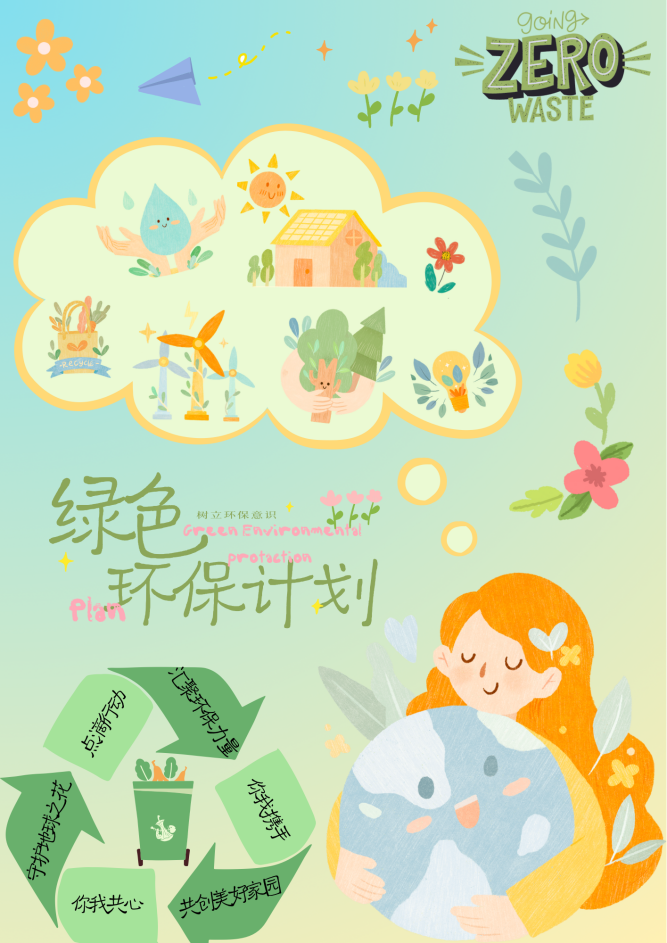 going
ZERO
WASTE
RECYCLE
绿色
树立环保意识
Green Environmental
protection
Plan
环保计划
点滴行动
汇聚环保力量
你我携手
共创美好家园
你我共心
守护地球之花